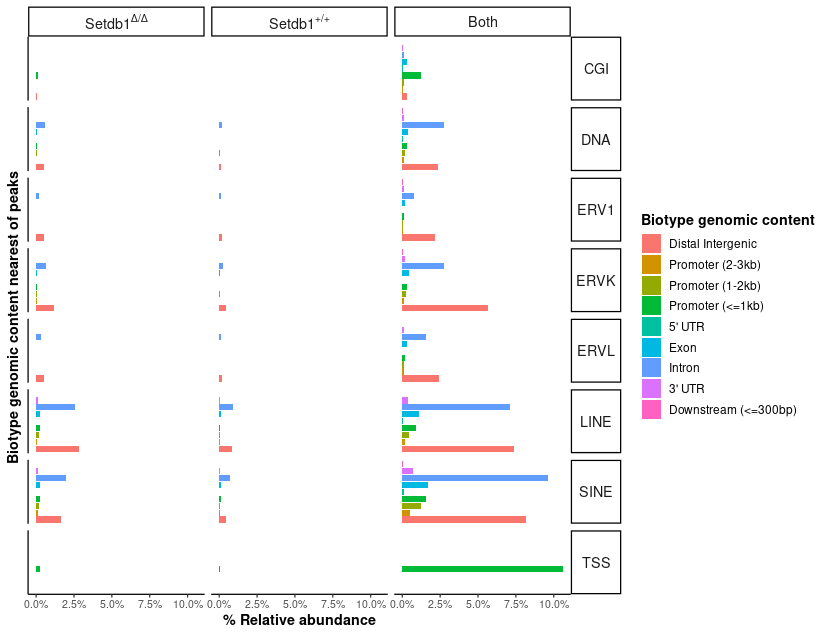 Setdb1Δ/Δ
Setdb1+/+
Both
CGI
DNA
ERV1
ERVK
ERVL
LINE
SINE
TSS
Biotype genomic content nearest of peaks
0.0% 2.5% 5.0% 7.5% 10.0%
0.0% 2.5% 5.0% 7.5% 10.0%
0.0% 2.5% 5.0% 7.5% 10.0%
% Relative abundance
Biotype genomic content
Distal Intergenic
Promoter (2-3kb)
Promoter (1-2kb)
Promoter (<=1kb)
5' UTR
Exon
Intron
3' UTR
Downstream (<=300bp)